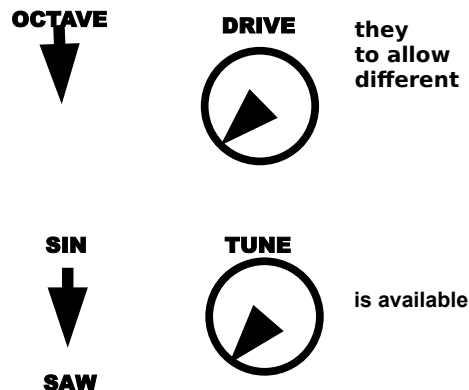 OCTAVE
DRIVE
they
to allow
different
SIN
TUNE
is available
SAW